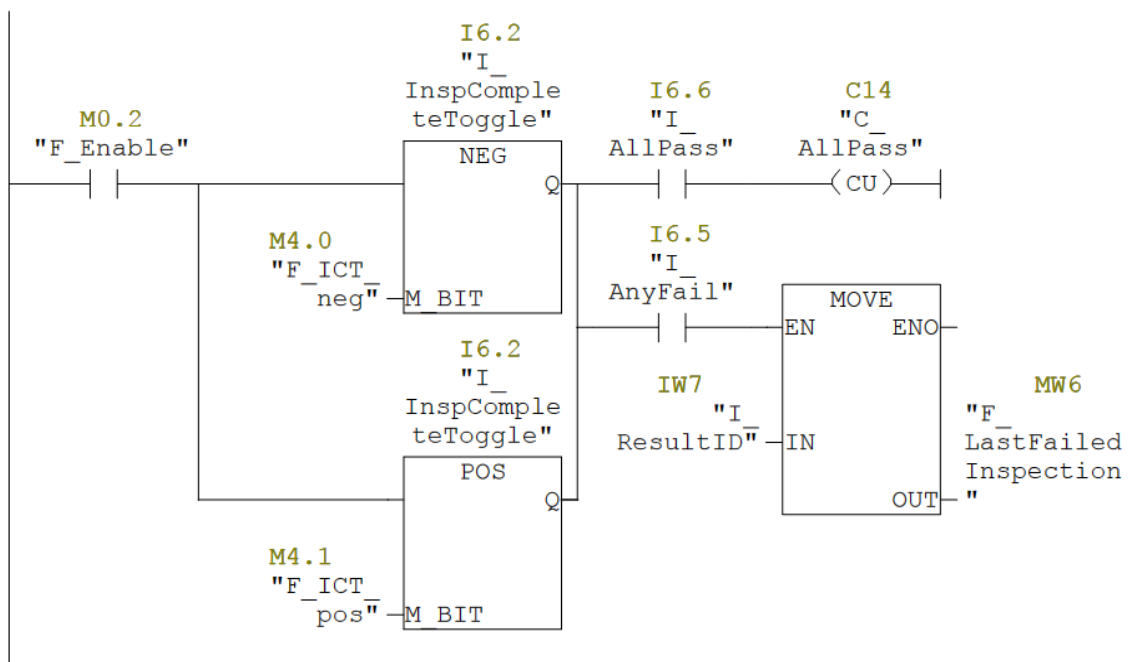 I6.2
"I_
InspComple
teToggle"
M0.2
"F_Enable"
NEG
Q
M4.0
"F_ICT_
neg"
M_BIT
I6.6
"I_
AllPass"
C14
"C_
AllPass"
(CU)
I6.5
"I_
AnyFail"
MOVE
EN ENO
IW7
"I_
ResultID"
IN
MW6
"F_
LastFailed
Inspection
"
OUT
I6.2
"I_
InspComple
teToggle"
POS
Q
M4.1
"F_ICT_
pos"
M_BIT